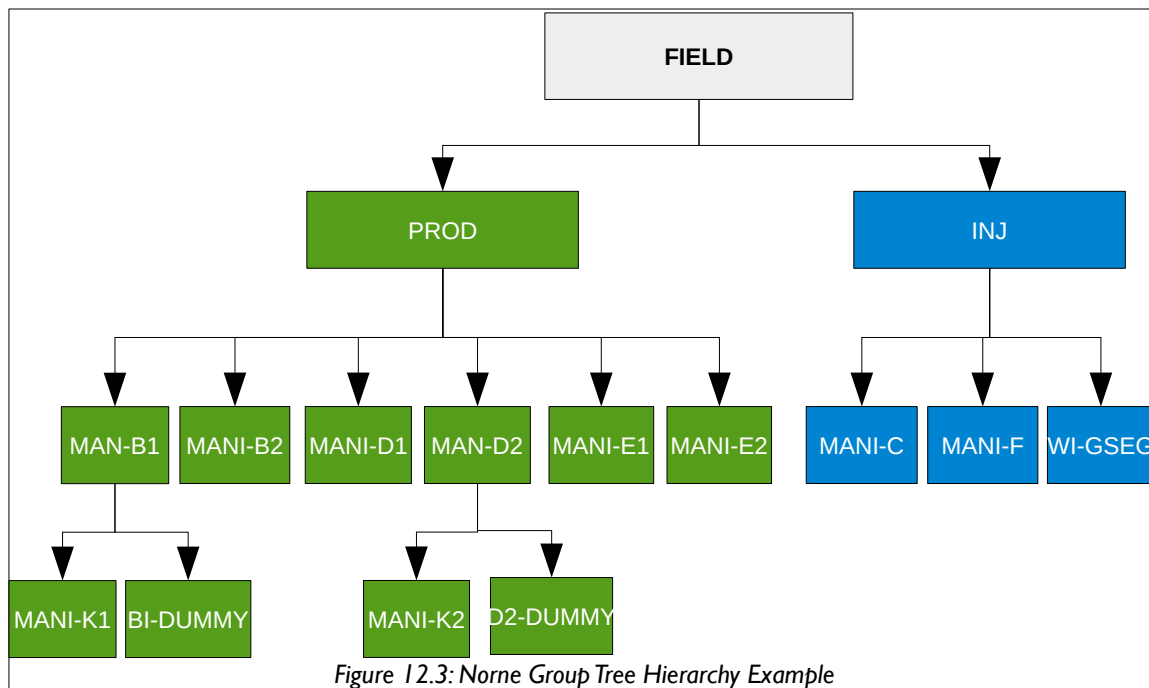 FIELD
PROD
INJ
MAN-B1
MANI-B2
MANI-D1
MAN-D2
MANI-E1
MANI-E2
MANI-C
MANI-F
WI-GSEG
MANI-K1
BI-DUMMY
MANI-K2
D2-DUMMY
Figure 12.3: Norne Group Tree Hierarchy Example